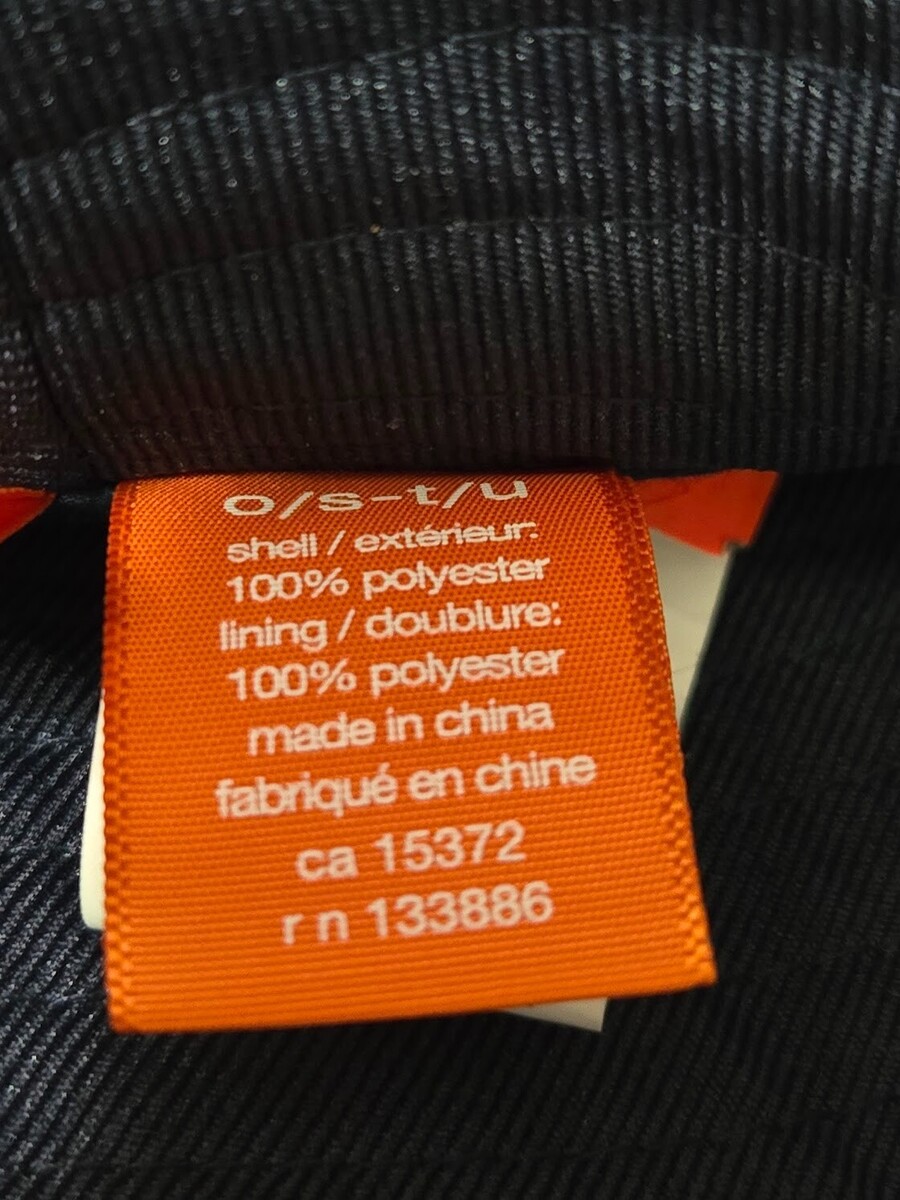 o/s-t/u
shell / extérieur:
100% polyester
lining / doublure:
100% polyester
made in china
fabriqué en chine
ca 15372
r n 133886